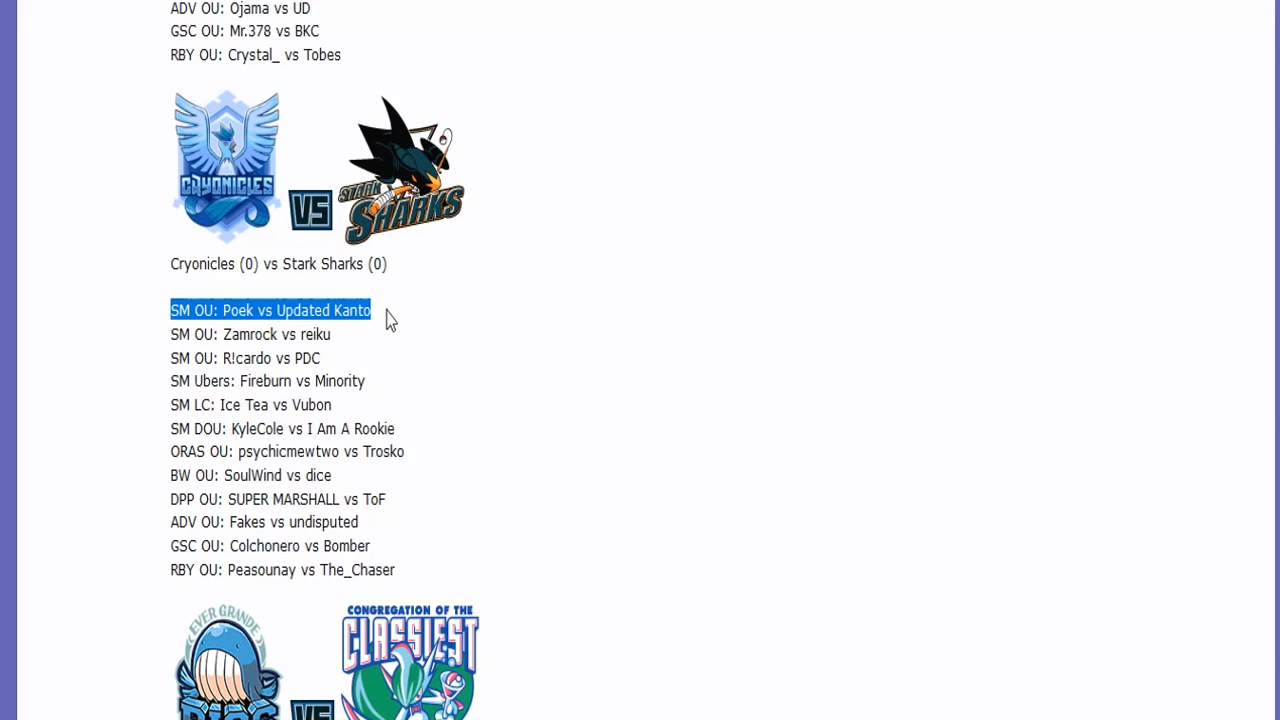 ADV OU: Ojama vs UD
GSC OU: Mr.378 vs BKC
RBY OU: Crystal_ vs Tobes
CRYONICLES
VS
STARK
SHARKS
Cryonicles (0) vs Stark Sharks (0)
SM OU: Poek vs Updated Kanto
SM OU: Zamrock vs reiku
SM OU: R!cardo vs PDC
SM Ubers: Fireburn vs Minority
SM LC: Ice Tea vs Vubon
SM DOU: KyleCole vs I Am A Rookie
ORAS OU: psychicmewtwo vs Trosko
BW OU: SoulWind vs dice
DPP OU: SUPER MARSHALL vs ToF
ADV OU: Fakes vs undisputed
GSC OU: Colchonero vs Bomber
RBY OU: Peasounay vs The_Chaser
EVER GRANDE
BIGS
VS
CONGREGATION OF THE
CLASSIEST